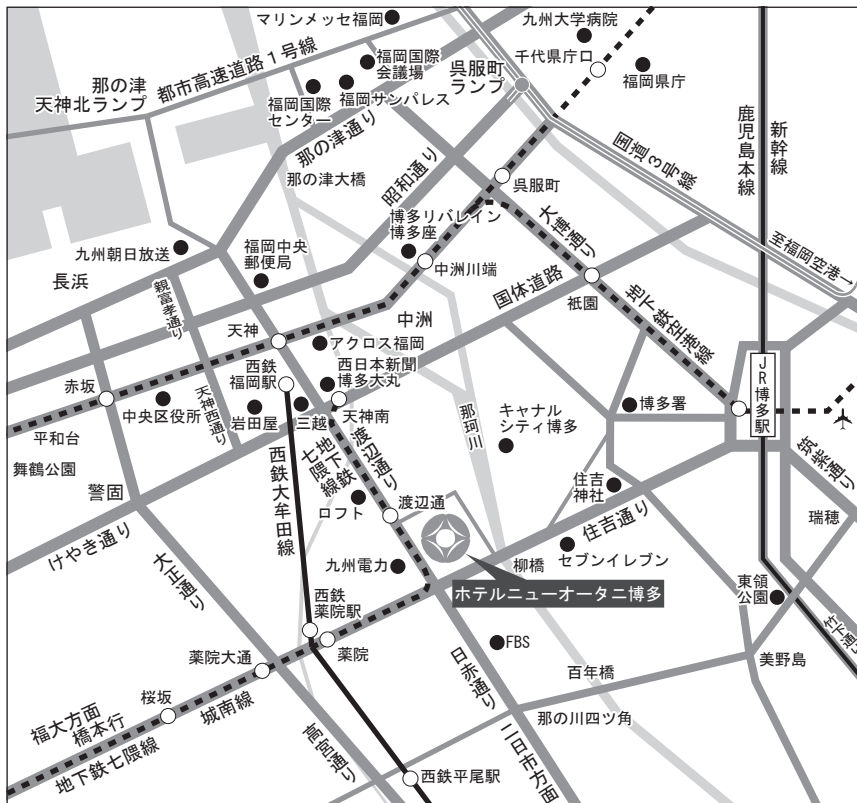 マリンメッセ福岡
九州大学病院
千代県庁口
福岡県庁
福岡国際
会議場
都市高速道路1号線
那の津
天神北ランプ
福岡国際
センター
福岡サンパレス
呉服町
ランプ
鹿児島本線
新幹線
国道3号線
那の津通り
昭和通り
那の津大橋
呉服町
大博通り
博多リバレイン
博多座
九州朝日放送
福岡中央
郵便局
中洲川端
国体道路
祇園
至福岡空港→
長浜
親富孝通り
地下鉄空港線
天神
中洲
アクロス福岡
西鉄
福岡駅
西日本新聞
博多大丸
JR博多駅
赤坂
中央区役所
天神西通り
岩田屋
三越
天神南
那珂川
キャナル
シティ博多
博多署
平和台
舞鶴公園
西鉄大牟田線
地下鉄
七隈線
渡辺通り
筑紫通り
警固
ロフト
渡辺通
住吉
神社
住吉通り
瑞穂
けやき通り
大正通り
九州電力
柳橋
セブンイレブン
ホテルニューオータニ博多
東領
公園
竹下通り
西鉄
薬院駅
薬院
FBS
薬院大通
日赤通り
百年橋
美野島
桜坂
城南線
福大方面
橋本行
地下鉄七隈線
高宮通り
那の川四ツ角
二日市方面
西鉄平尾駅